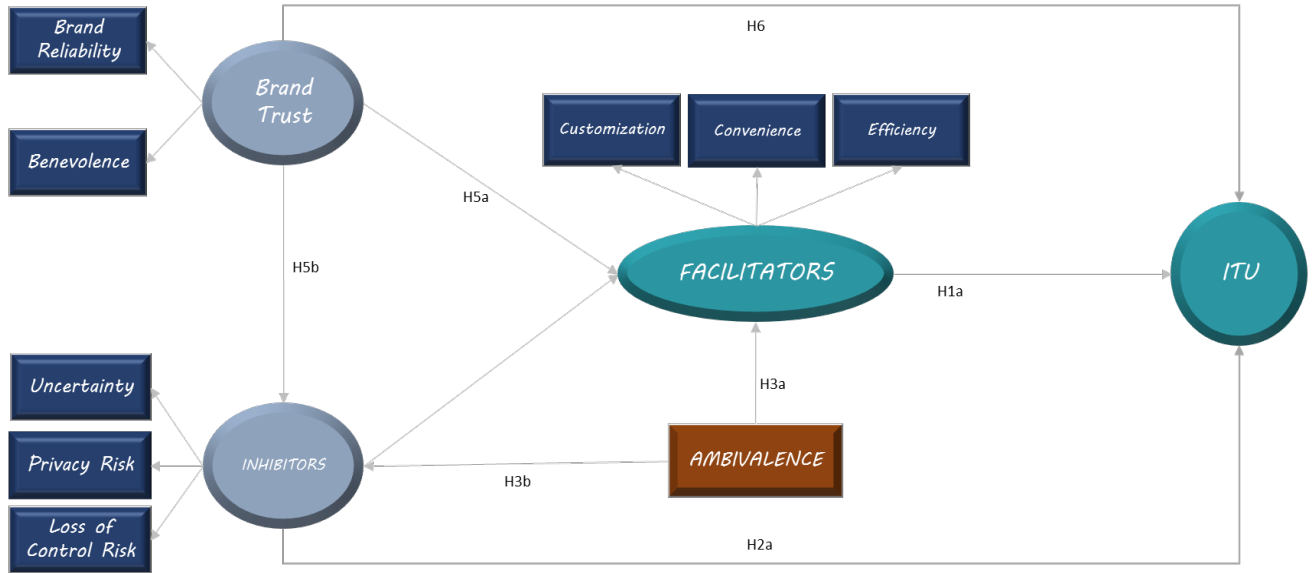 Brand
Reliability
H6
Brand
Trust
Customization
Convenience
Efficiency
Benevolence
H5a
H5b
FACILITATORS
ITU
H1a
Uncertainty
H3a
Privacy Risk
INHIBITORS
AMBIVALENCE
H3b
Loss of
Control Risk
H2a